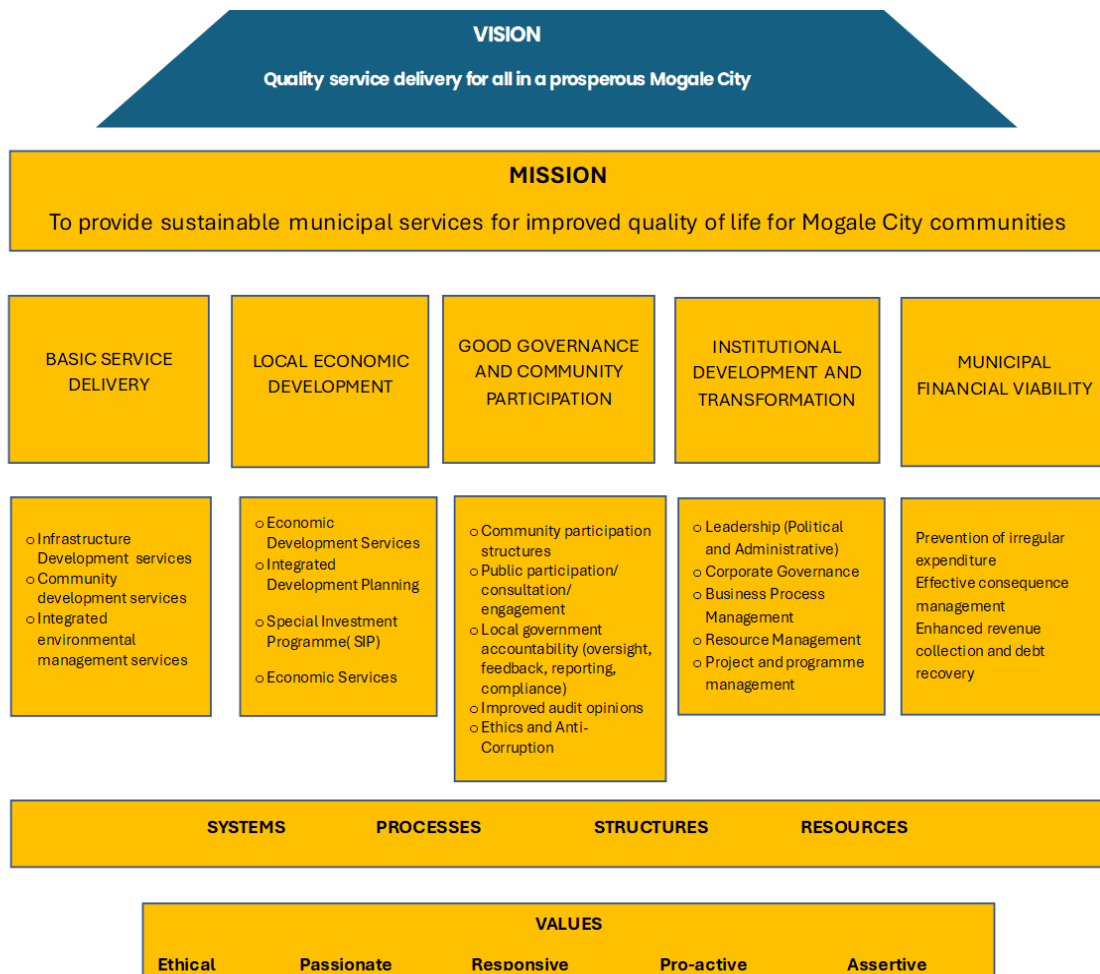 VISION
Quality service delivery for all in a prosperous Mogale City
MISSION
To provide sustainable municipal services for improved quality of life for Mogale City communities
BASIC SERVICE
DELIVERY
LOCAL ECONOMIC
DEVELOPMENT
GOOD GOVERNANCE
AND COMMUNITY
PARTICIPATION
INSTITUTIONAL
DEVELOPMENT AND
TRANSFORMATION
MUNICIPAL
FINANCIAL VIABILITY
o Infrastructure
Development services
o Community
development services
o Integrated
environmental
management services
o Economic
Development Services
o Integrated
Development Planning
o Special Investment
Programme( SIP)
o Economic Services
o Community participation
structures
o Public participation/
consultation/
engagement
o Local government
accountability (oversight,
feedback, reporting,
compliance)
o Improved audit opinions
o Ethics and Anti-
Corruption
o Leadership (Political
and Administrative)
o Corporate Governance
o Business Process
Management
o Resource Management
o Project and programme
management
Prevention of irregular
expenditure
Effective consequence
management
Enhanced revenue
collection and debt
recovery
SYSTEMS PROCESSES STRUCTURES RESOURCES
VALUES
Ethical Passionate Responsive Pro-active Assertive